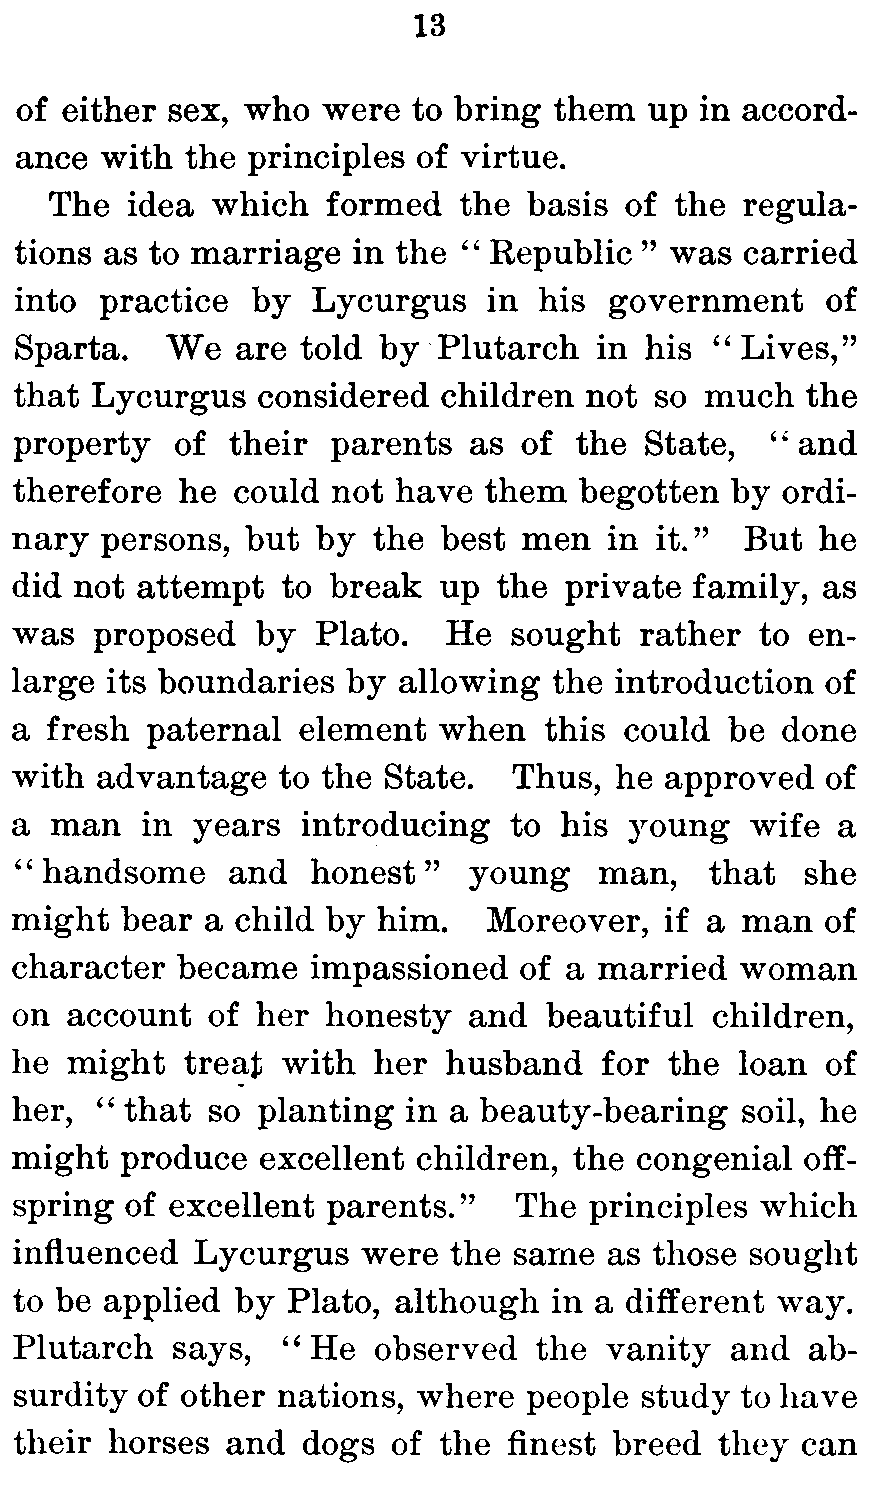 13
of either sex, who were to bring them up in accord-
ance with the principles of virtue.
The idea which formed the basis of the regula-
tions as to marriage in the “Republic” was carried
into practice by Lycurgus in his government of
Sparta. We are told by Plutarch in his “Lives,”
that Lycurgus considered children not so much the
property of their parents as of the State, “and
therefore he could not have them begotten by ordi-
nary persons, but by the best men in it.” But he
did not attempt to break up the private family, as
was proposed by Plato. He sought rather to en-
large its boundaries by allowing the introduction of
a fresh paternal element when this could be done
with advantage to the State. Thus, he approved of
a man in years introducing to his young wife a
“handsome and honest” young man, that she
might bear a child by him. Moreover, if a man of
character became impassioned of a married woman
on account of her honesty and beautiful children,
he might treat with her husband for the loan of
her, “that so planting in a beauty-bearing soil, he
might produce excellent children, the congenial off-
spring of excellent parents.” The principles which
influenced Lycurgus were the same as those sought
to be applied by Plato, although in a different way.
Plutarch says, “He observed the vanity and ab-
surdity of other nations, where people study to have
their horses and dogs of the finest breed they can